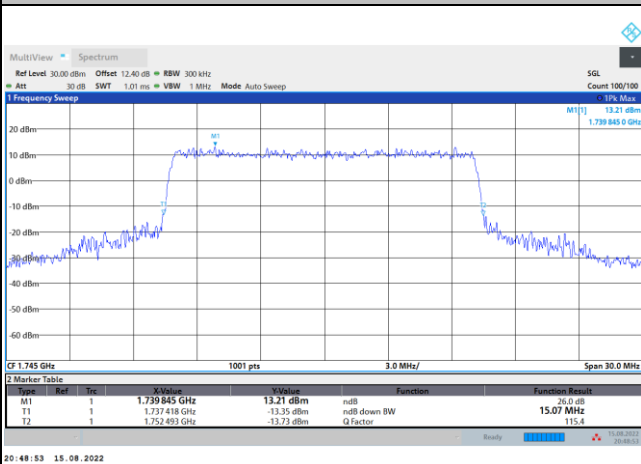 MultiView Spectrum
Ref Level 30.00 dBm Offset 12.40 dB RBW 300 kHz SGL
Att 30 dB SWT 1.01 ms VBW 1 MHz Mode Auto Sweep Count 100/100
1 Frequency Sweep 1Pk Max
M1[1] 13.21 dBm
1.739 845 0 GHz
20 dBm
M1
10 dBm
0 dBm
-10 dBm
T1
T2
-20 dBm
-30 dBm
-40 dBm
-50 dBm
-60 dBm
CF 1.745 GHz 1001 pts 3.0 MHz/ Span 30.0 MHz
2 Marker Table
Type Ref Trc X-Value Y-Value Function Function Result
M1 1 1.739 845 GHz 13.21 dBm ndB 26.0 dB
T1 1 1.737 418 GHz -13.35 dBm ndB down BW 15.07 MHz
T2 1 1.752 493 GHz -13.73 dBm Q Factor 115.4
Ready 15.08.2022
20:48:53
20:48:53 15.08.2022